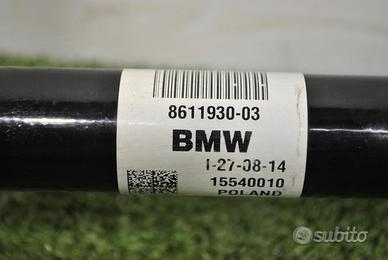 8611930-03
BMW
I-27-08-14
15540010
POLAND
subito